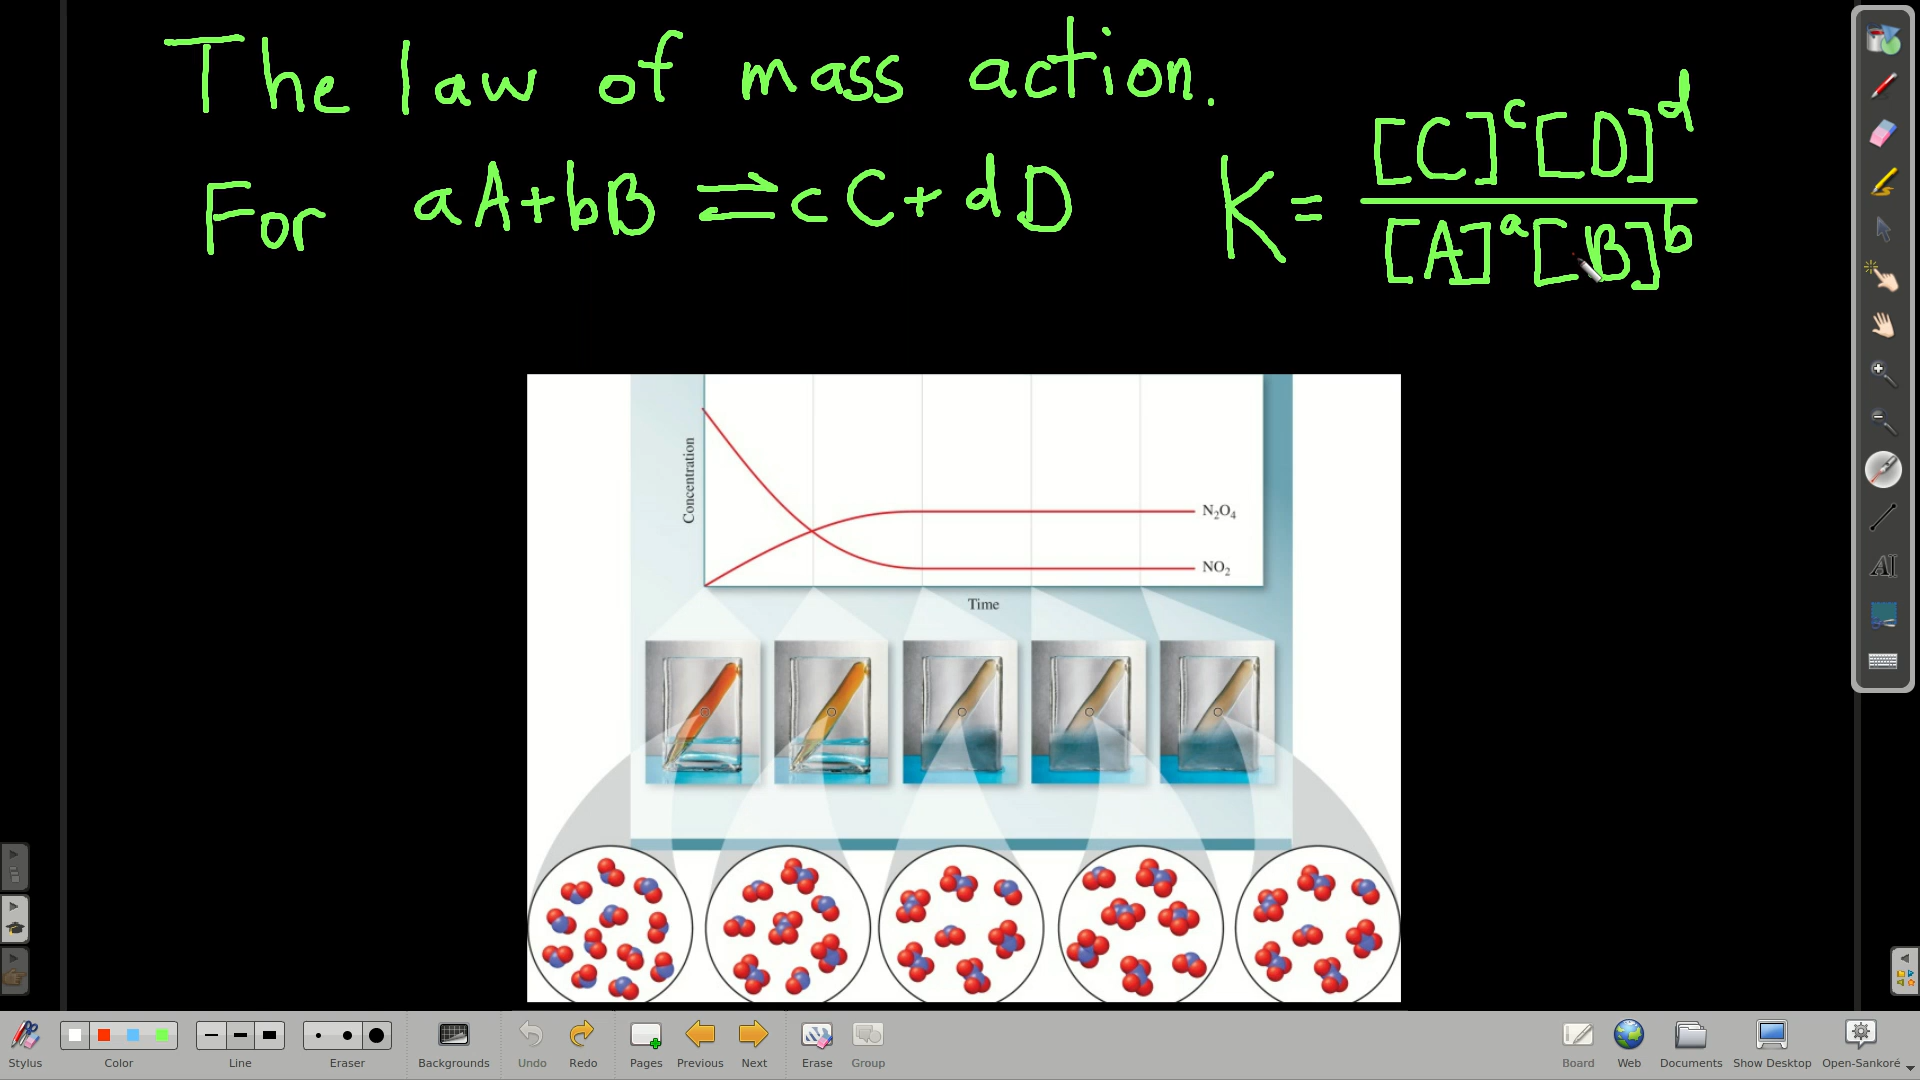 The law of mass action.
For aA+bB ⇌ cC+dD K= [C]^c[D]^d / [A]^a[B]^b
Concentration
N₂O₄
NO₂
Time
AI
Stylus Color Line Eraser Backgrounds Undo Redo Pages Previous Next Erase Group Board Web Documents Show Desktop Open-Sankoré